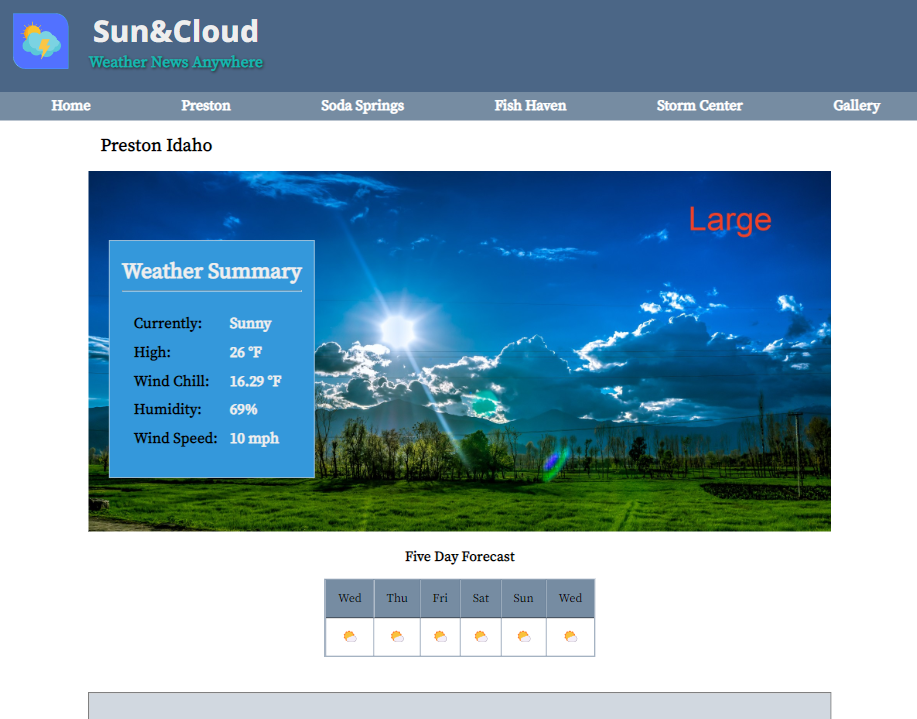 Sun&Cloud
Weather News Anywhere
Home Preston Soda Springs Fish Haven Storm Center Gallery
Preston Idaho
Large
Weather Summary
Currently: Sunny
High: 26 °F
Wind Chill: 16.29 °F
Humidity: 69%
Wind Speed: 10 mph
Five Day Forecast
Wed Thu Fri Sat Sun Wed